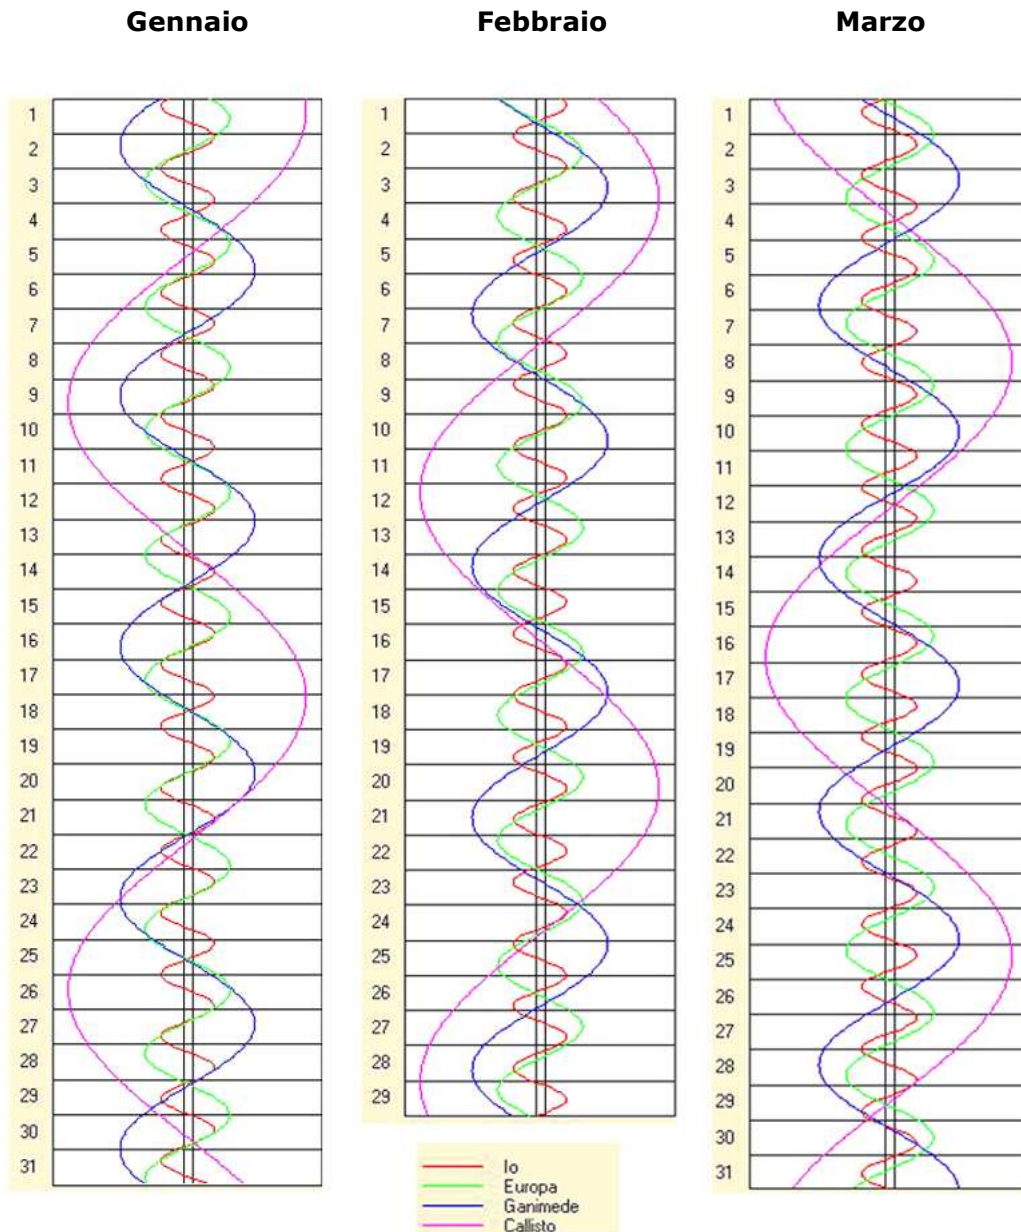 Gennaio Febbraio Marzo
1 1 1
2 2 2
3 3 3
4 4 4
5 5 5
6 6 6
7 7 7
8 8 8
9 9 9
10 10 10
11 11 11
12 12 12
13 13 13
14 14 14
15 15 15
16 16 16
17 17 17
18 18 18
19 19 19
20 20 20
21 21 21
22 22 22
23 23 23
24 24 24
25 25 25
26 26 26
27 27 27
28 28 28
29 29 29
30 30
31 31
Io
Europa
Ganimede
Callisto